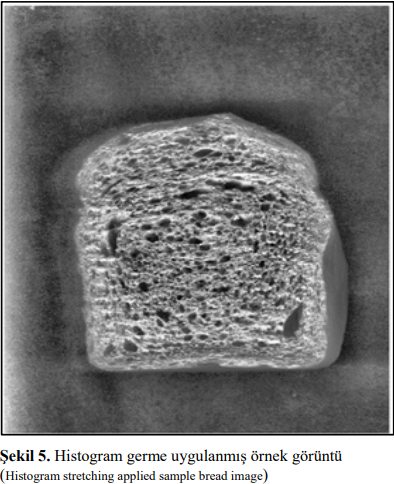 Şekil 5. Histogram germe uygulanmış örnek görüntü
(Histogram stretching applied sample bread image)